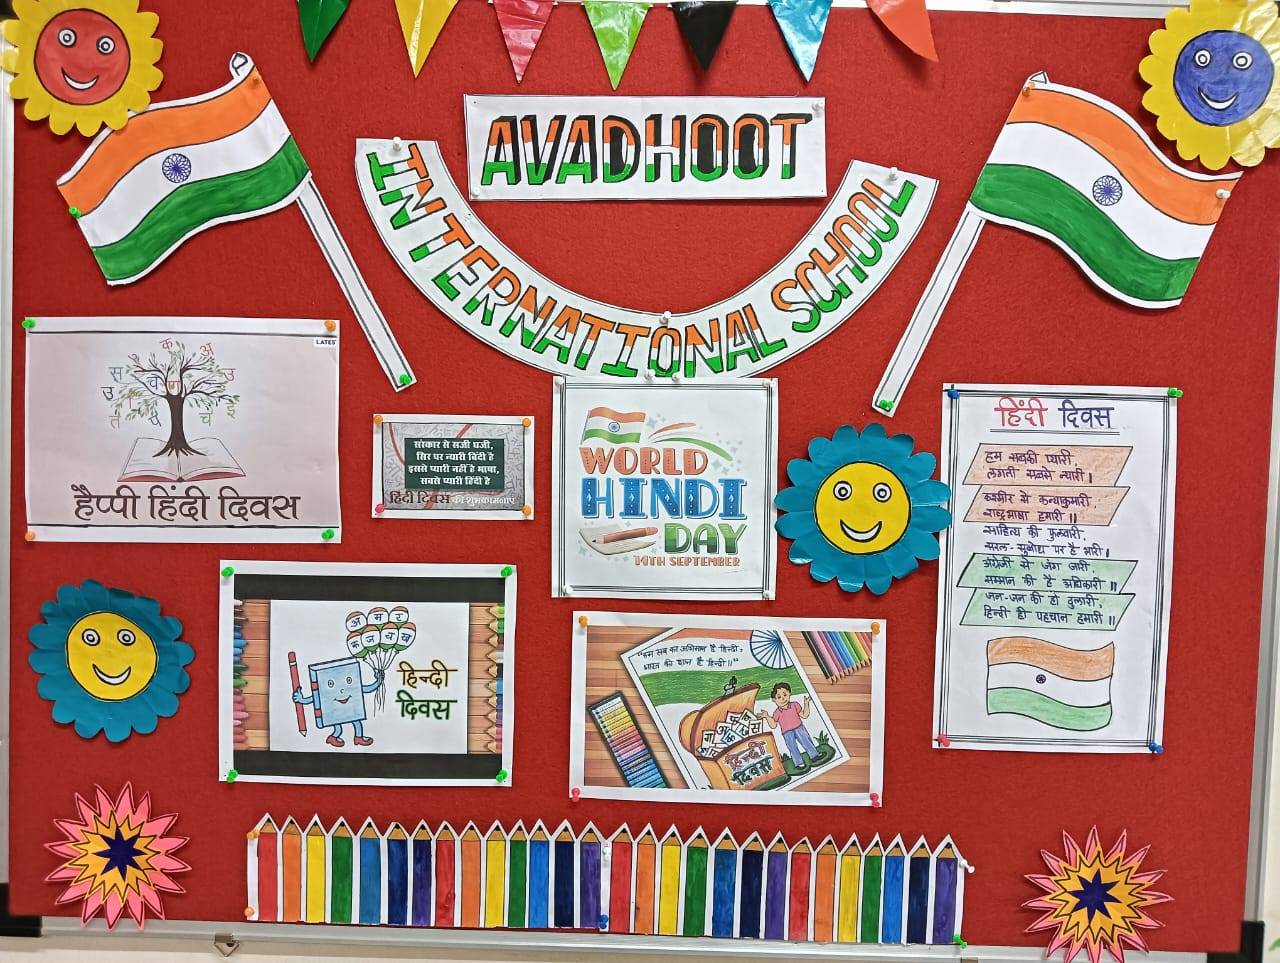 AVADHOOT
INTERNATIONAL SCHOOL
LATES
क अ
स च ण उ
उ
त प चे इ
हैप्पी हिंदी दिवस
संस्कार से सजी धजी,
सिर पर न्यारी बिंदी है
इससे प्यारी नहीं है भाषा,
सबसे प्यारी हिंदी है
हिंदी दिवस की शुभकामनाएं
WORLD
HINDI
DAY
14TH SEPTEMBER
हिंदी दिवस
हम सबकी प्यारी,
लगती सबसे न्यारी।
कश्मीर से कन्याकुमारी,
राष्ट्रभाषा हमारी॥
साहित्य की फुलवारी,
सरल-सुबोध पर है भारी।
अंग्रेजी से जंग जारी,
सम्मान की है अधिकारी॥
जन-जन की हो दुलारी,
हिन्दी ही पहचान हमारी॥
अ म र
क ज च ख
हिन्दी
दिवस
"हम सब का अभिमान है हिन्दी,
भारत की शान है हिन्दी॥"
हिन्दी
दिवस